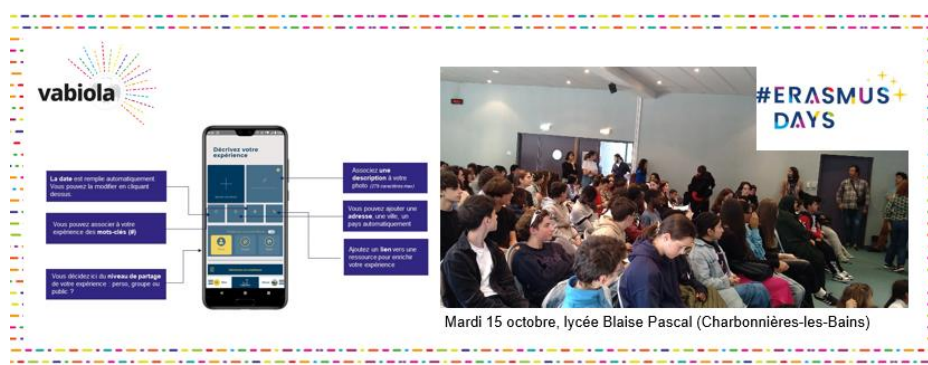 vabiola
Décrivez votre
expérience
La date est remplie automatiquement
Vous pouvez la modifier en cliquant
dessus.
Vous pouvez associer à votre
expérience des mots-clés (#)
Vous décidez ici du niveau de partage
de votre expérience : perso, groupe ou
public ?
Associez une
description à votre
photo
Vous pouvez ajouter une
adresse, une ville, un
pays automatiquement
Ajoutez un lien vers une
ressource pour enrichir
votre expérience
#ERASMUS
DAYS
Mardi 15 octobre, lycée Blaise Pascal (Charbonnières-les-Bains)